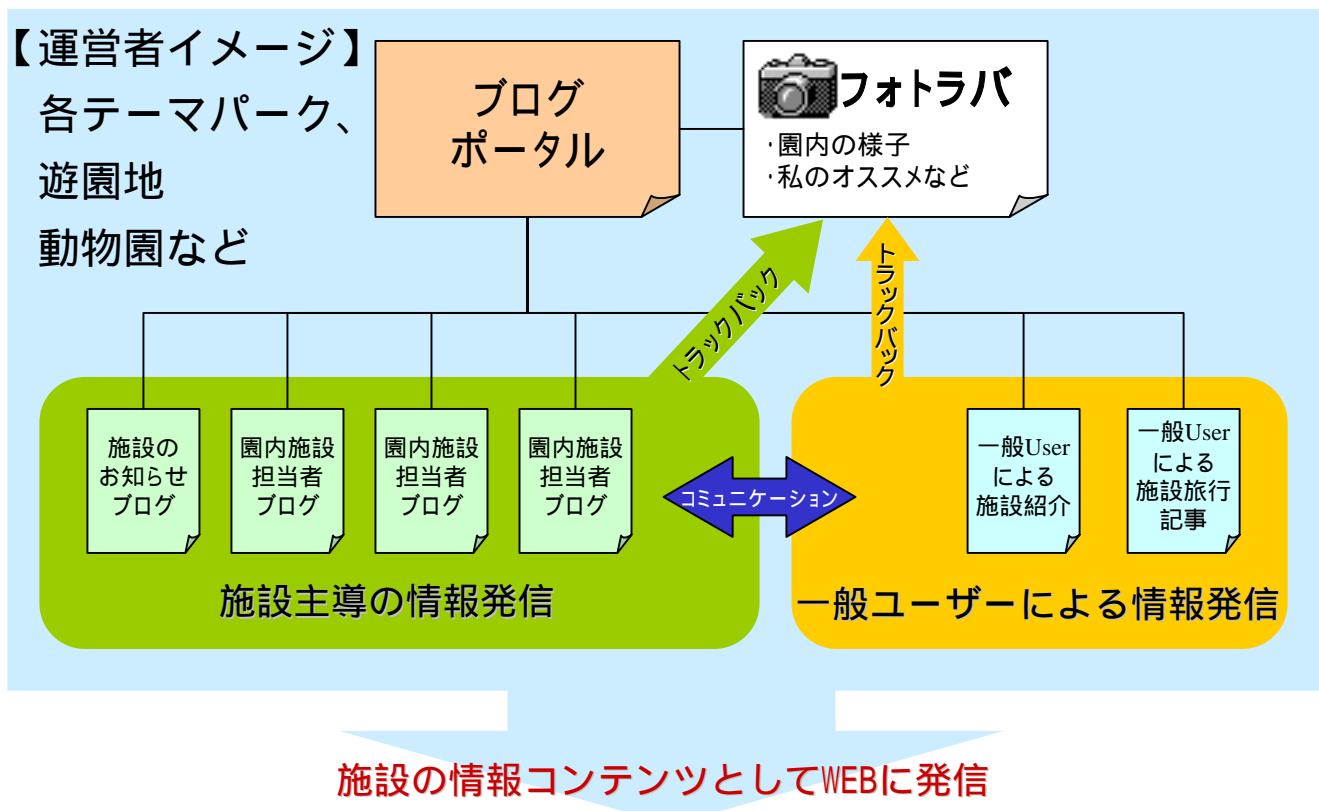 【運営者イメージ】
各テーマパーク、
遊園地
動物園など
ブログ
ポータル
フォトラバ
・園内の様子
・私のオススメなど
トラックバック
トラックバック
施設の
お知らせ
ブログ
園内施設
担当者
ブログ
園内施設
担当者
ブログ
園内施設
担当者
ブログ
コミュニケーション
一般User
による
施設紹介
一般User
による
施設旅行
記事
施設主導の情報発信
一般ユーザーによる情報発信
施設の情報コンテンツとしてWEBに発信